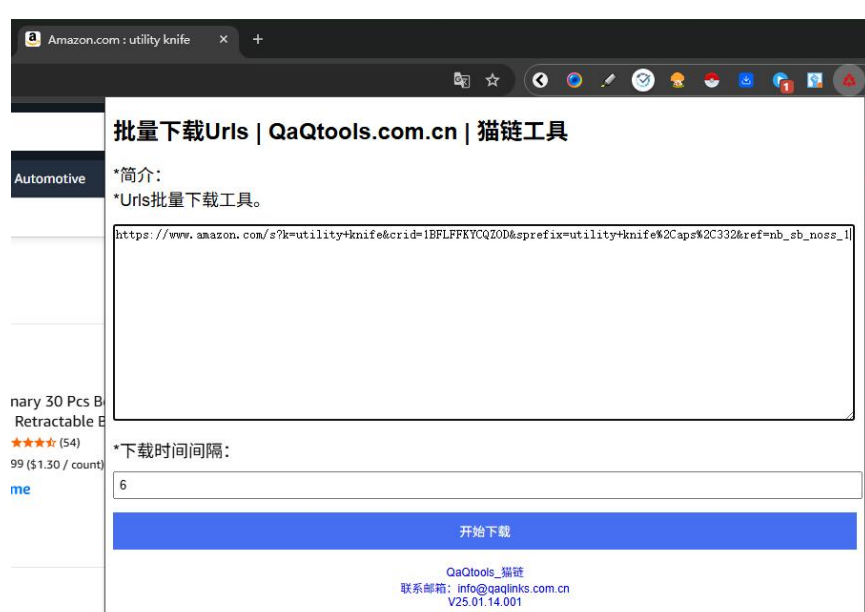 Amazon.com : utility knife
1
批量下载Urls | QaQtools.com.cn | 猫链工具
Automotive
*简介:
*Urls批量下载工具。
https://www.amazon.com/s?k=utility+knife&crid=1BFLFFKYCQZOD&sprefix=utility+knife%2Caps%2C332&ref=nb_sb_noss_1
nary 30 Pcs B
Retractable B
(54)
99 ($1.30 / count)
me
*下载时间间隔:
6
开始下载
QaQtools_猫链
联系邮箱: info@qaqlinks.com.cn
V25.01.14.001